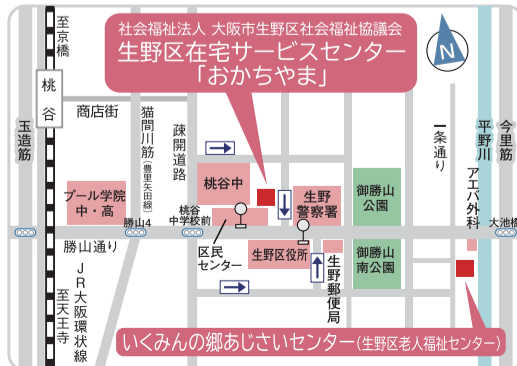 社会福祉法人 大阪市生野区社会福祉協議会
生野区在宅サービスセンター
「おかちやま」
至京橋
桃谷
玉造筋
商店街
猫間川筋(豊里矢田線)
疎開道路
N
一条通り
平野川
今里筋
アエバ外科
プール学院
中・高
桃谷中
生野
警察署
御勝山
公園
勝山4
桃谷
中学校前
大池橋
勝山通り
区民
センター
生野区役所
生野郵便局
御勝山
南公園
JR大阪環状線
至天王寺
いくみんの郷あじさいセンター(生野区老人福祉センター)